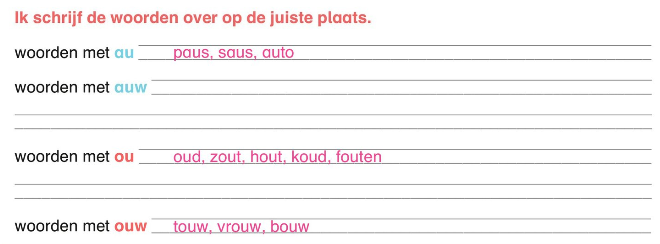 Ik schrijf de woorden over op de juiste plaats.
woorden met au paus, saus, auto
woorden met auw
woorden met ou oud, zout, hout, koud, fouten
woorden met ouw touw, vrouw, bouw